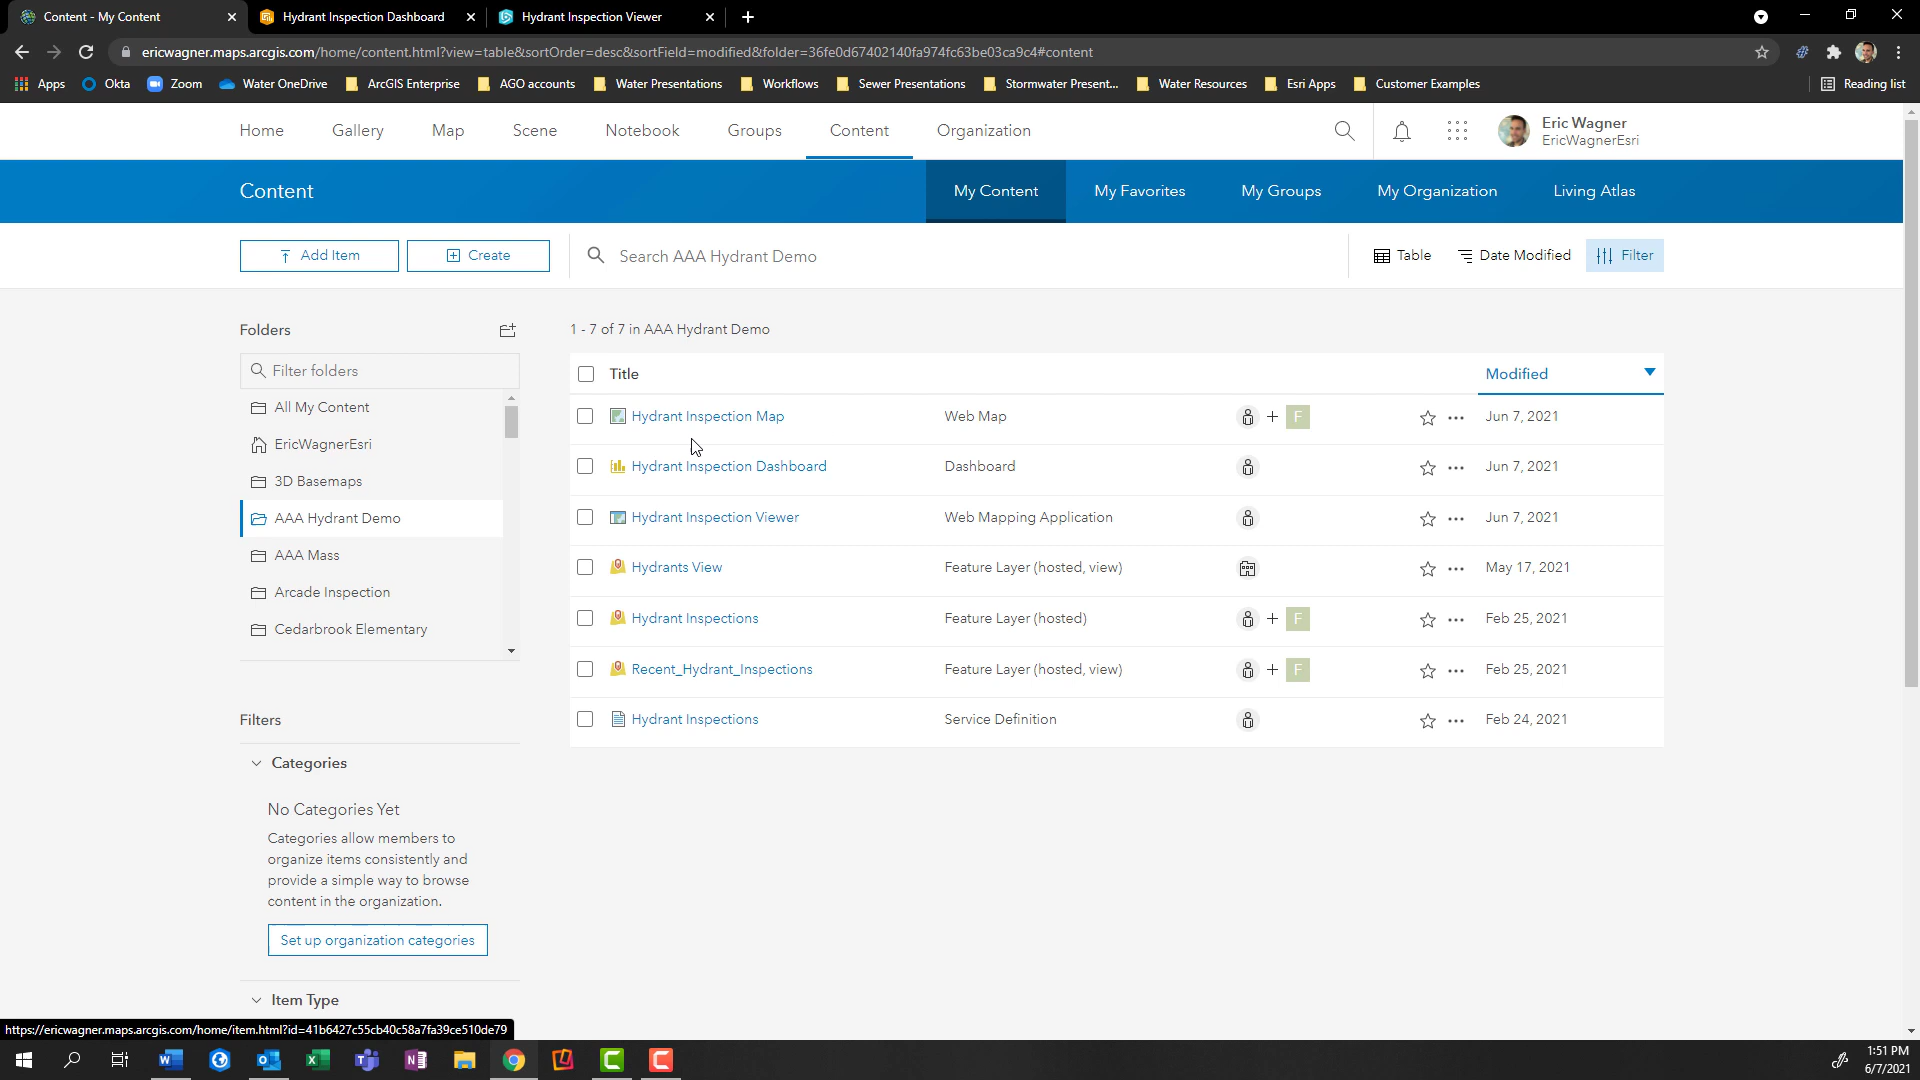 Content - My Content
Hydrant Inspection Dashboard
Hydrant Inspection Viewer
ericwagner.maps.arcgis.com/home/content.html?view=table&sortOrder=desc&sortField=modified&folder=36fe0d67402140fa974fc63be03ca9c4#content
Apps
Okta
Zoom
Water OneDrive
ArcGIS Enterprise
AGO accounts
Water Presentations
Workflows
Sewer Presentations
Stormwater Present...
Water Resources
Esri Apps
Customer Examples
Reading list
Home
Gallery
Map
Scene
Notebook
Groups
Content
Organization
Eric Wagner
EricWagnerEsri
Content
My Content
My Favorites
My Groups
My Organization
Living Atlas
Add Item
Create
Search AAA Hydrant Demo
Table
Date Modified
Filter
Folders
1 - 7 of 7 in AAA Hydrant Demo
Filter folders
All My Content
EricWagnerEsri
3D Basemaps
AAA Hydrant Demo
AAA Mass
Arcade Inspection
Cedarbrook Elementary
Title Modified
Hydrant Inspection Map Web Map + F Jun 7, 2021
Hydrant Inspection Dashboard Dashboard Jun 7, 2021
Hydrant Inspection Viewer Web Mapping Application Jun 7, 2021
Hydrants View Feature Layer (hosted, view) May 17, 2021
Hydrant Inspections Feature Layer (hosted) + F Feb 25, 2021
Recent_Hydrant_Inspections Feature Layer (hosted, view) + F Feb 25, 2021
Hydrant Inspections Service Definition Feb 24, 2021
Filters
Categories
No Categories Yet
Categories allow members to
organize items consistently and
provide a simple way to browse
content in the organization.
Set up organization categories
Item Type
https://ericwagner.maps.arcgis.com/home/item.html?id=41b6427c55cb40c58a7fa39ce510de79
1:51 PM
6/7/2021